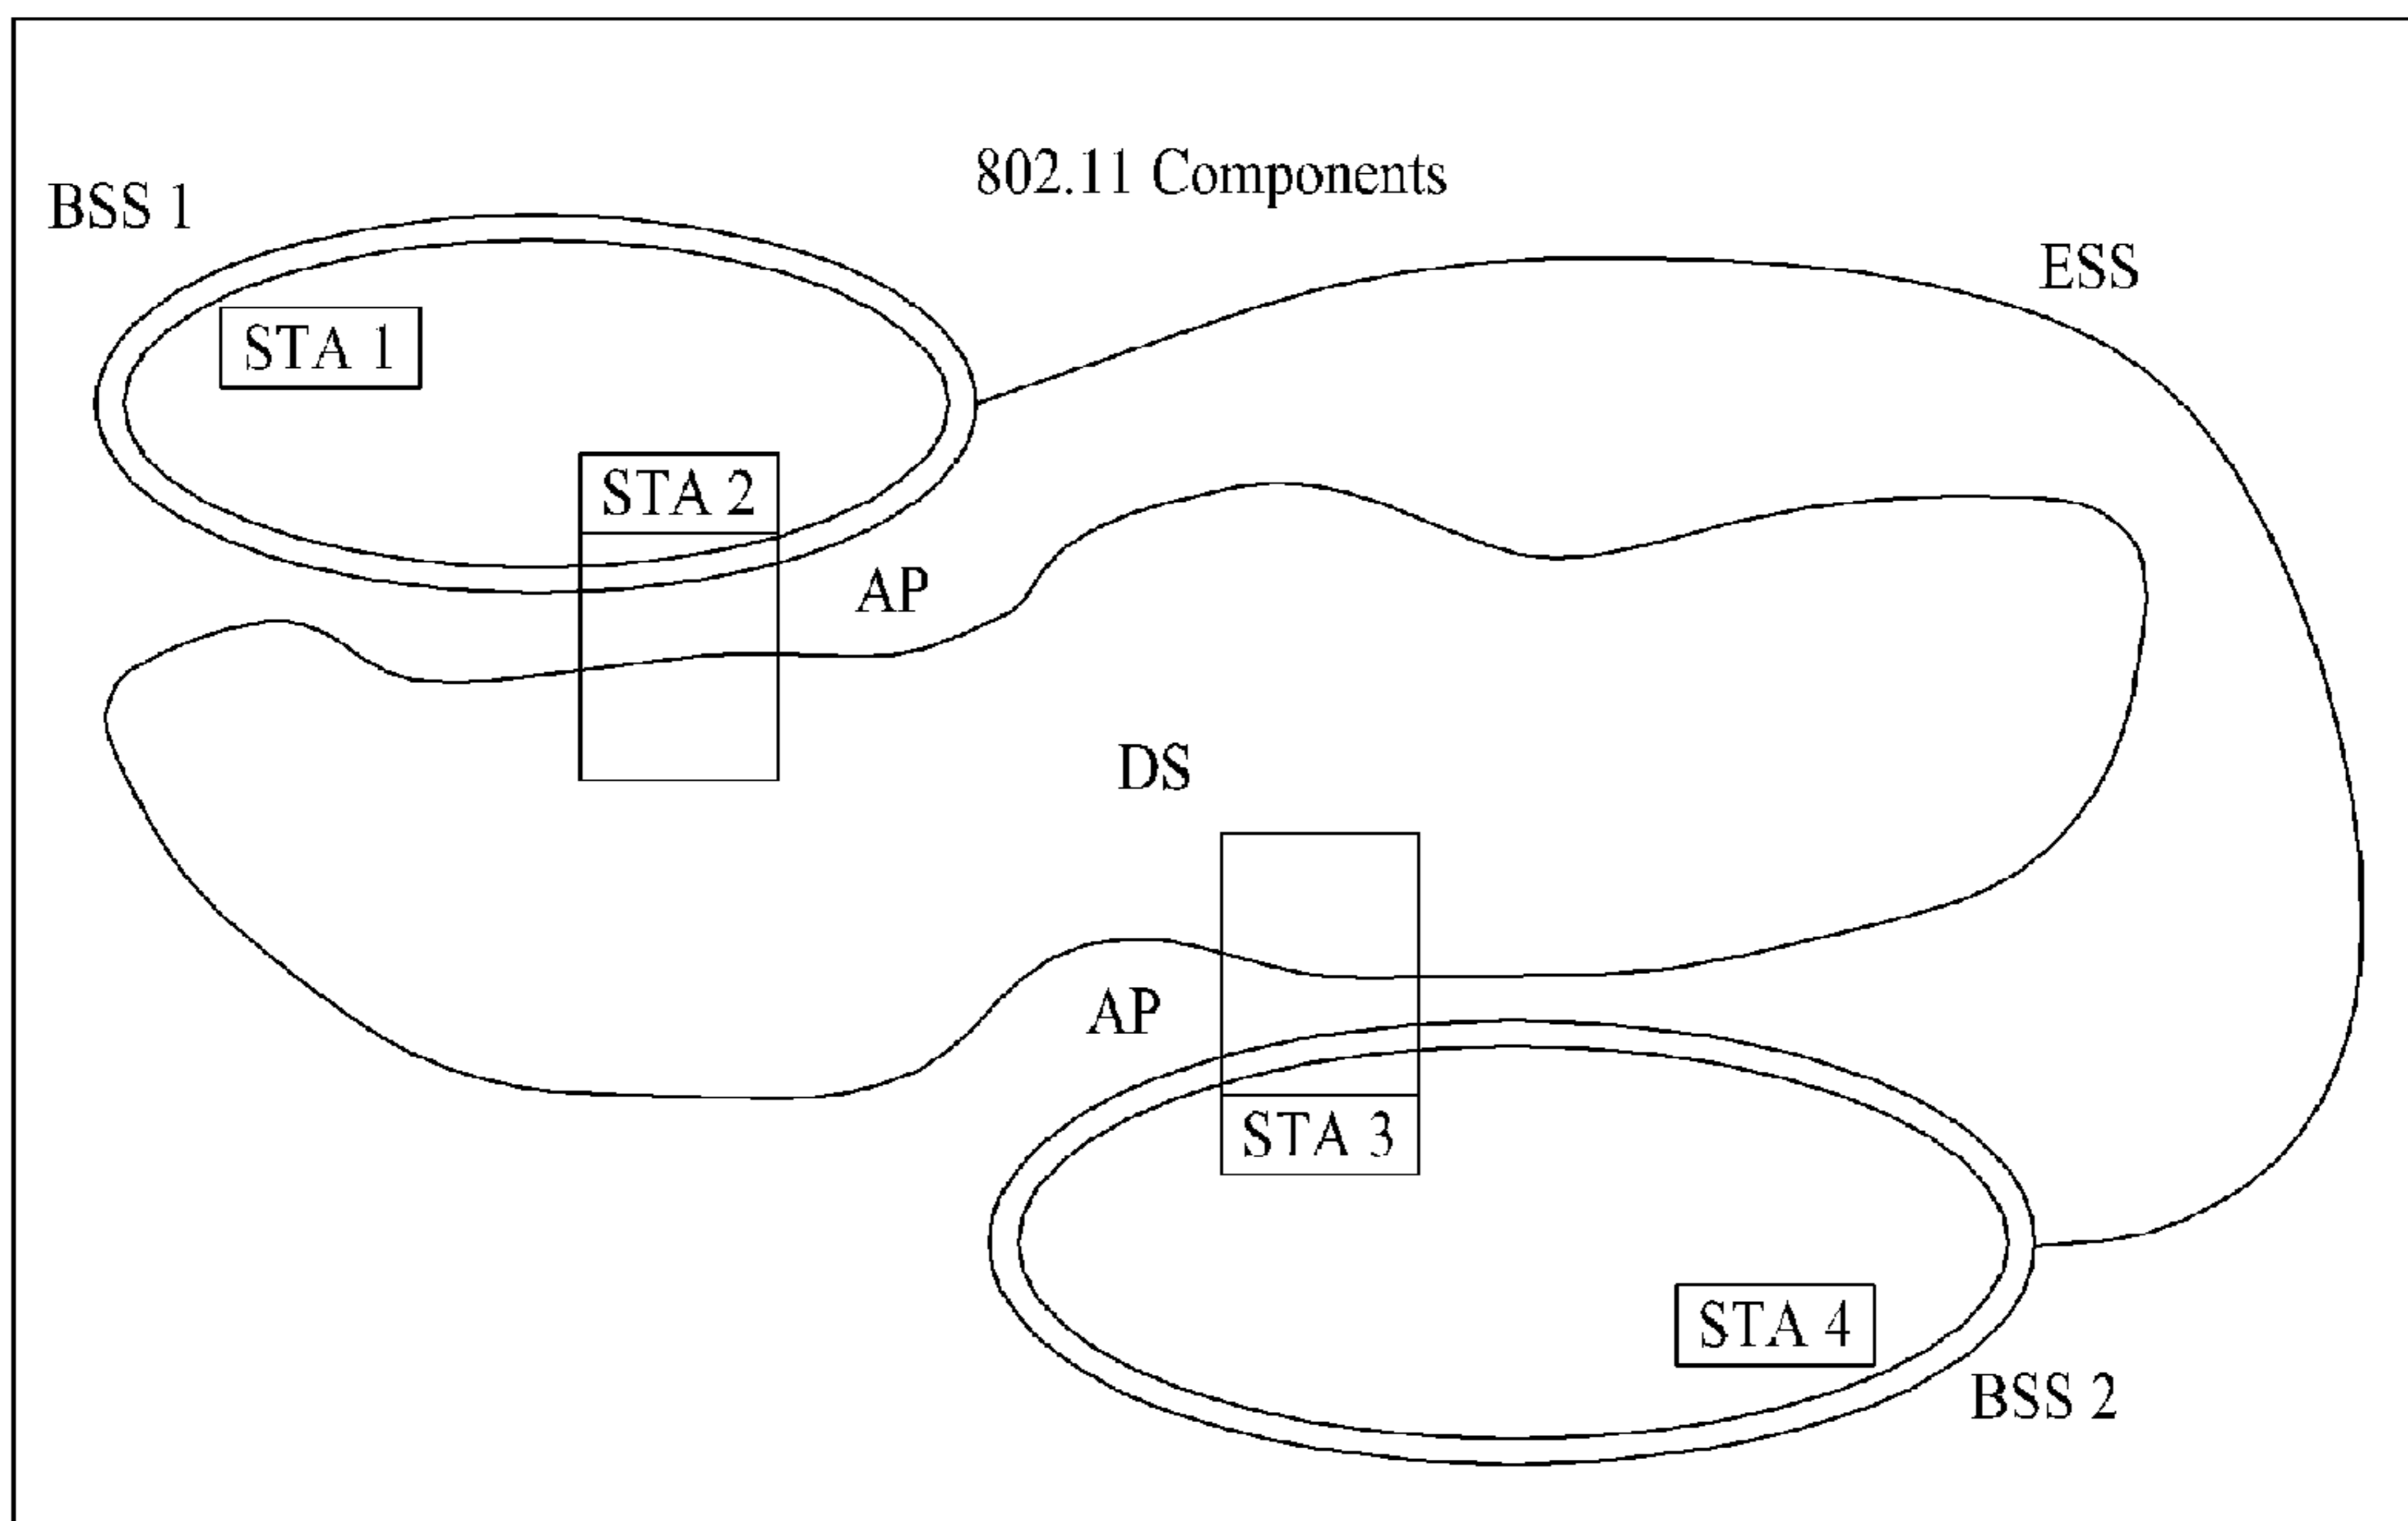 802.11 Components
BSS 1
ESS
STA 1
STA 2
AP
DS
AP
STA 3
STA 4
BSS 2